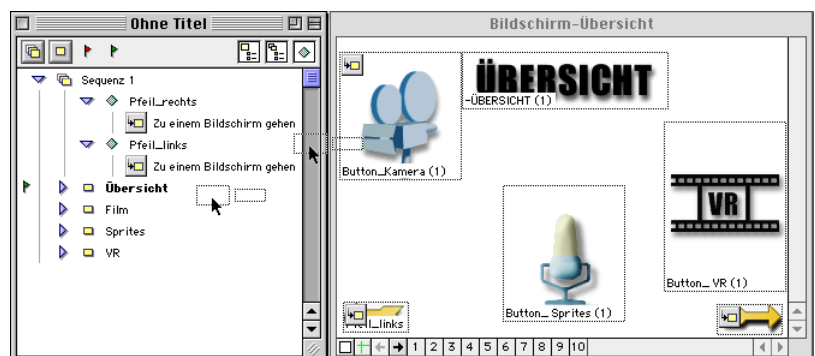 Ohne Titel
Sequenz 1
Pfeil_rechts
Zu einem Bildschirm gehen
Pfeil_links
Zu einem Bildschirm gehen
Übersicht
Film
Sprites
VR
Bildschirm-Übersicht
ÜBERSICHT
-ÜBERSICHT (1)
Button_Kamera (1)
VR
Button_ VR (1)
Button_ Sprites (1)
Pfeil_links
1 2 3 4 5 6 7 8 9 10